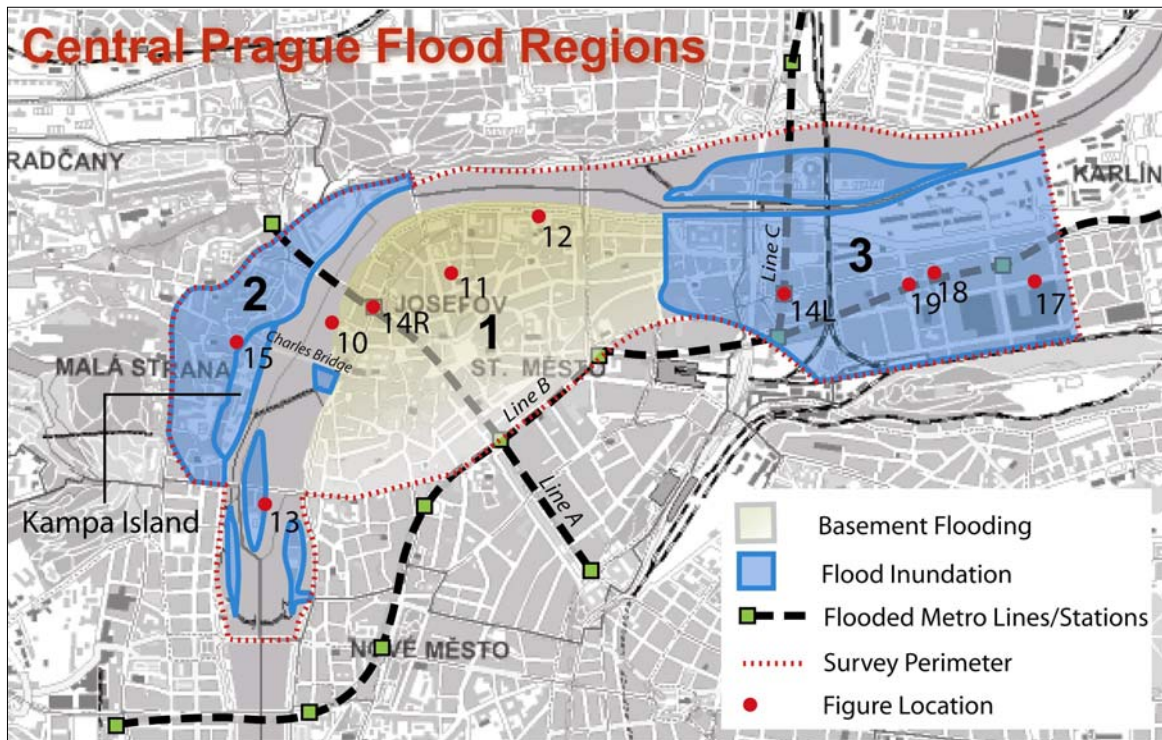 Central Prague Flood Regions
RADČANY
KARLÍN
12
Line C
3
2
11
18
JOSEFOV
14R
14L
19
17
10
1
15
Charles Bridge
MALÁ STRANA
ST. MĚSTO
Line B
Line A
Kampa Island
13
NOVÉ MĚSTO
Basement Flooding
Flood Inundation
Flooded Metro Lines/Stations
Survey Perimeter
Figure Location